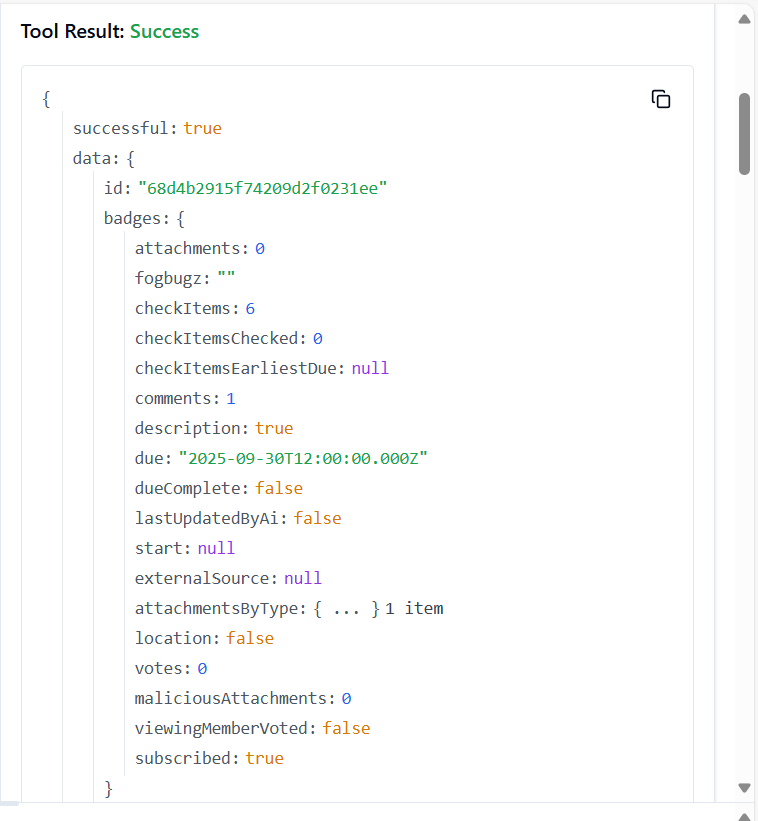 Tool Result: Success
{
successful: true
data: {
id: "68d4b2915f74209d2f0231ee"
badges: {
attachments: 0
fogbugz: ""
checkItems: 6
checkItemsChecked: 0
checkItemsEarliestDue: null
comments: 1
description: true
due: "2025-09-30T12:00:00.000Z"
dueComplete: false
lastUpdatedByAi: false
start: null
externalSource: null
attachmentsByType: { ... } 1 item
location: false
votes: 0
maliciousAttachments: 0
viewingMemberVoted: false
subscribed: true
}